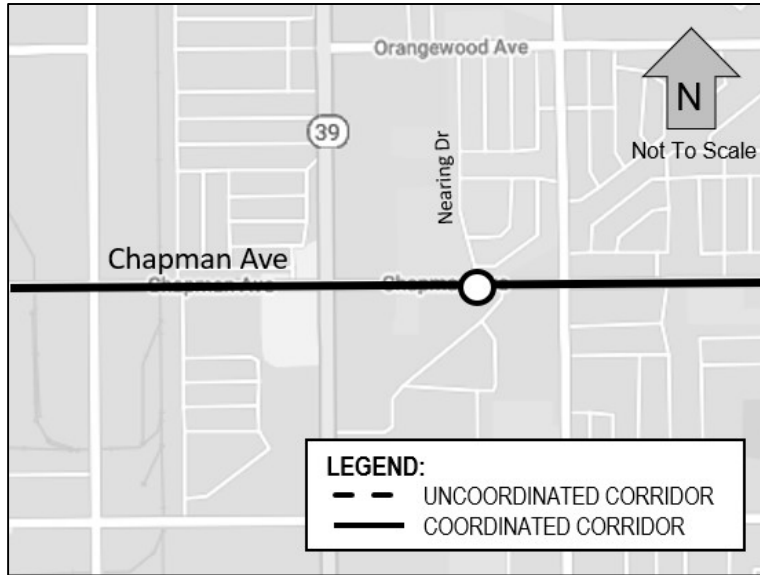 Orangewood Ave
N
Not To Scale
39
Nearing Dr
Chapman Ave
Chapman Ave
LEGEND:
UNCOORDINATED CORRIDOR
COORDINATED CORRIDOR